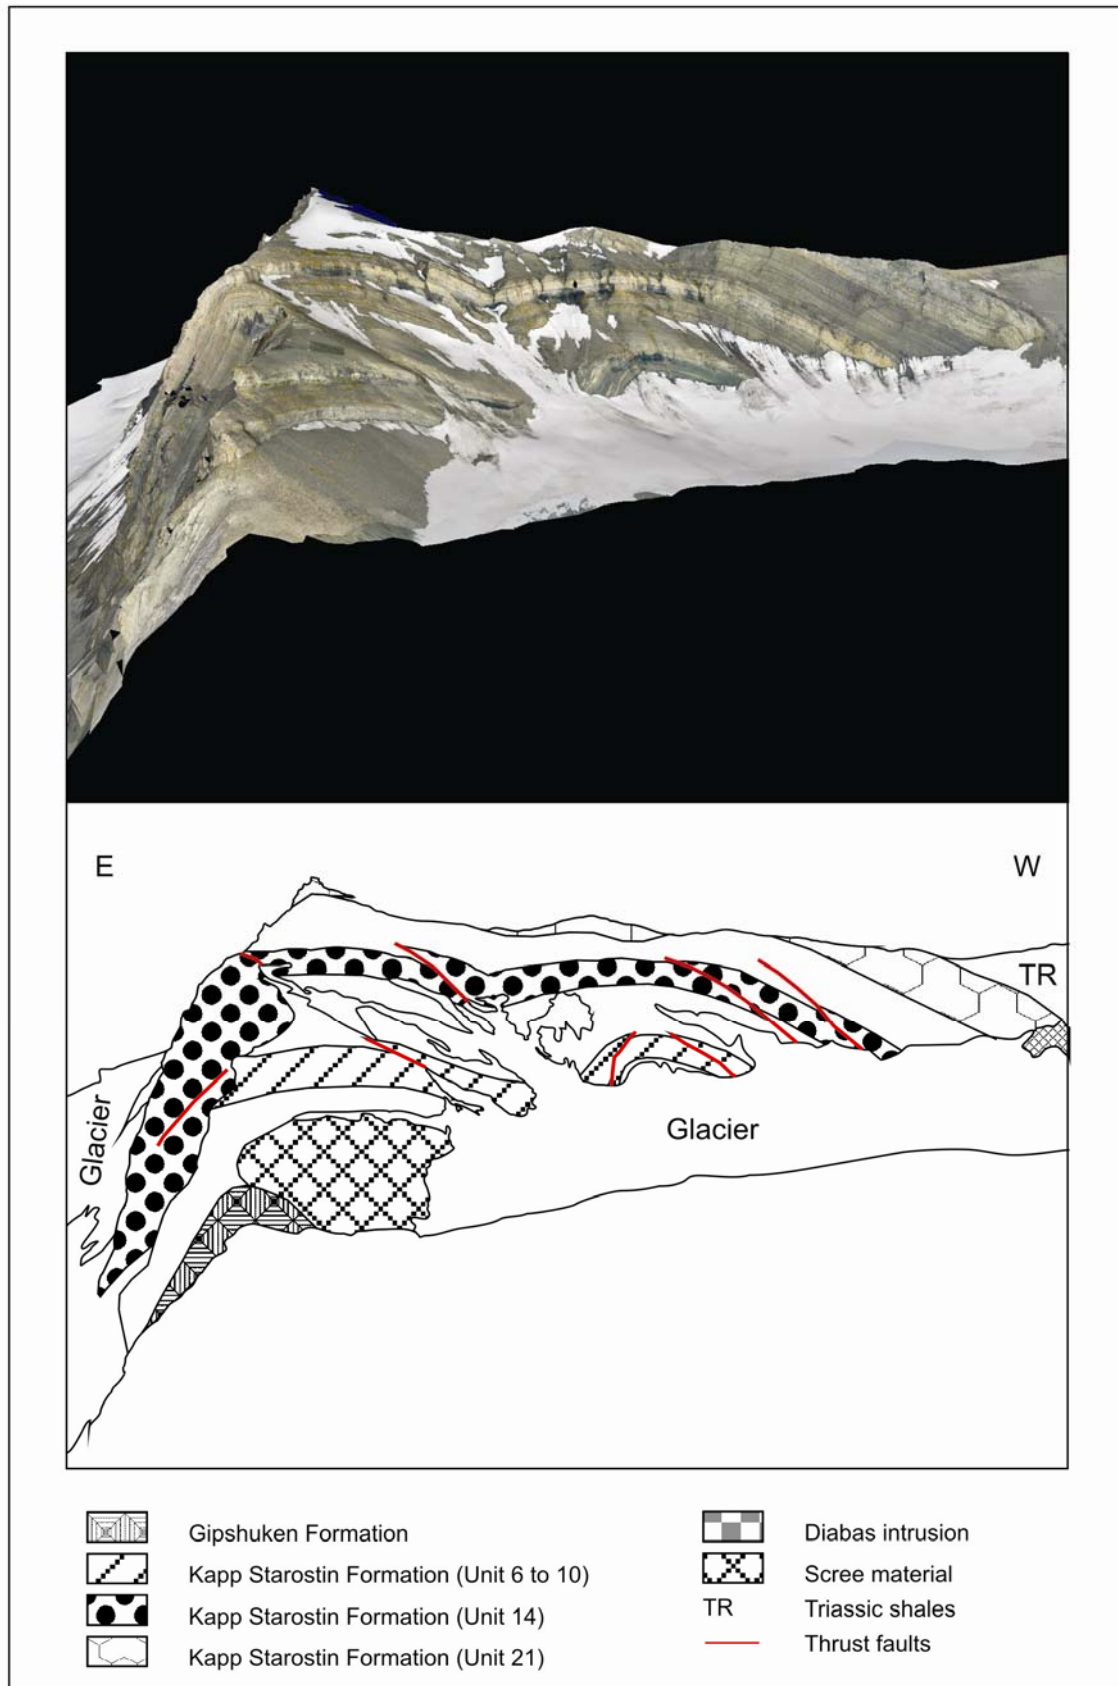 E
W
TR
Glacier
Glacier
Gipshuken Formation
Kapp Starostin Formation (Unit 6 to 10)
Kapp Starostin Formation (Unit 14)
Kapp Starostin Formation (Unit 21)
Diabas intrusion
Scree material
TR Triassic shales
Thrust faults